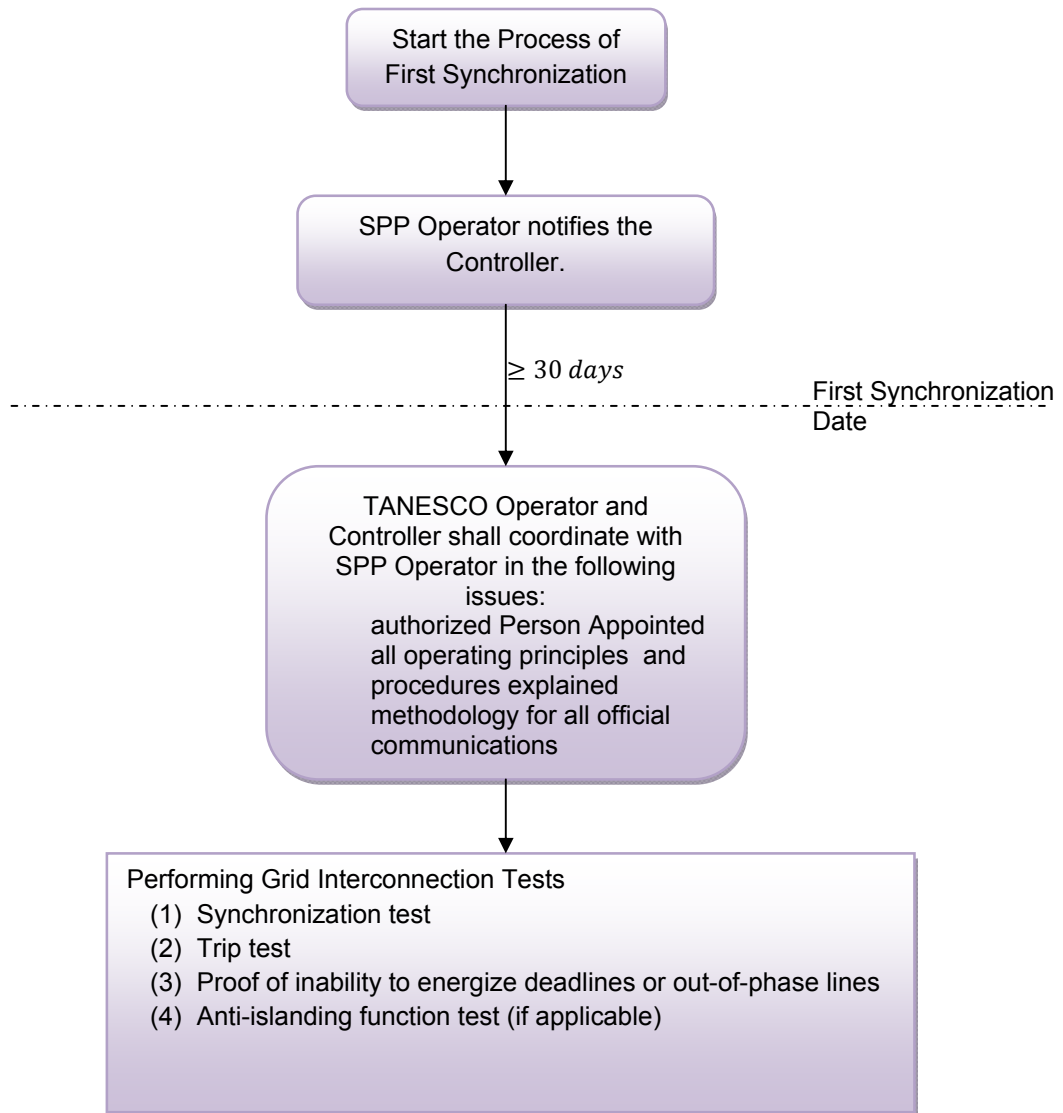 Start the Process of
First Synchronization
SPP Operator notifies the
Controller.
≥ 30 days
First Synchronization
Date
TANESCO Operator and
Controller shall coordinate with
SPP Operator in the following
issues:
authorized Person Appointed
all operating principles and
procedures explained
methodology for all official
communications
Performing Grid Interconnection Tests
(1) Synchronization test
(2) Trip test
(3) Proof of inability to energize deadlines or out-of-phase lines
(4) Anti-islanding function test (if applicable)